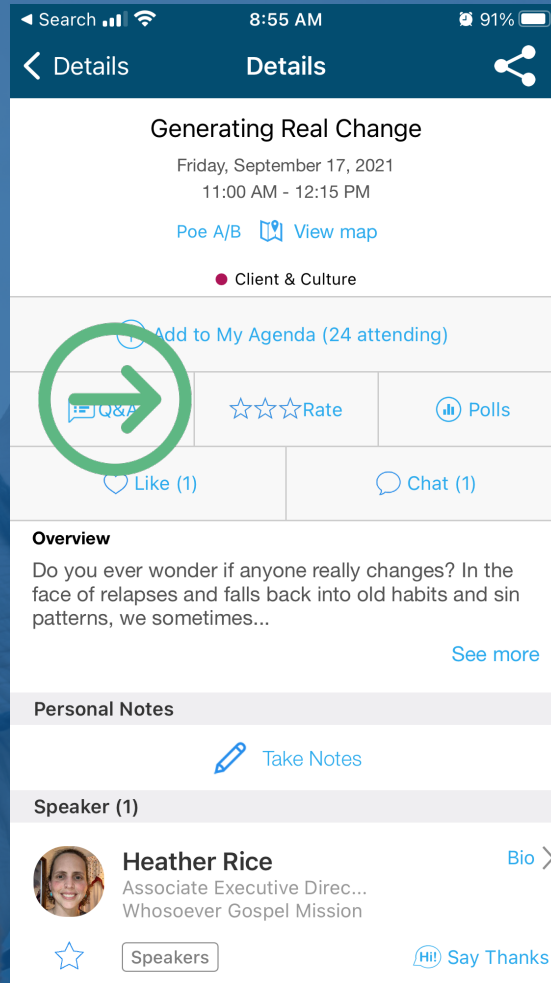 Search 8:55 AM 91%
Details Details
Generating Real Change
Friday, September 17, 2021
11:00 AM - 12:15 PM
Poe A/B View map
Client & Culture
Add to My Agenda (24 attending)
Q&A Rate Polls
Like (1) Chat (1)
Overview
Do you ever wonder if anyone really changes? In the
face of relapses and falls back into old habits and sin
patterns, we sometimes...
See more
Personal Notes
Take Notes
Speaker (1)
Heather Rice Bio
Associate Executive Direc...
Whosoever Gospel Mission
Speakers Hi! Say Thanks